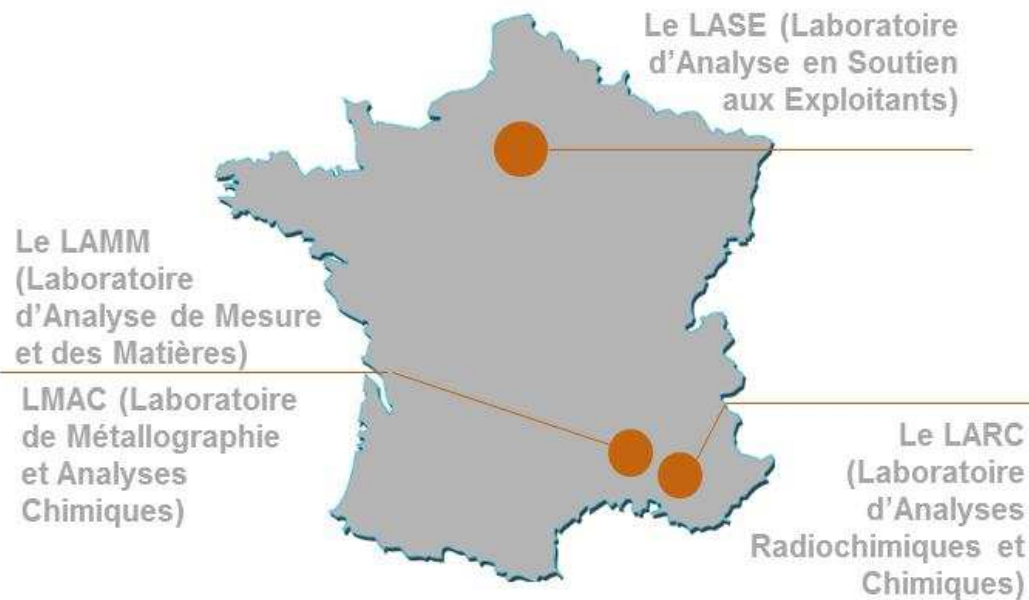 Le LASE (Laboratoire
d'Analyse en Soutien
aux Exploitants)
Le LAMM
(Laboratoire
d'Analyse de Mesure
et des Matières)
LMAC (Laboratoire
de Métallographie
et Analyses
Chimiques)
Le LARC
(Laboratoire
d'Analyses
Radiochimiques et
Chimiques)